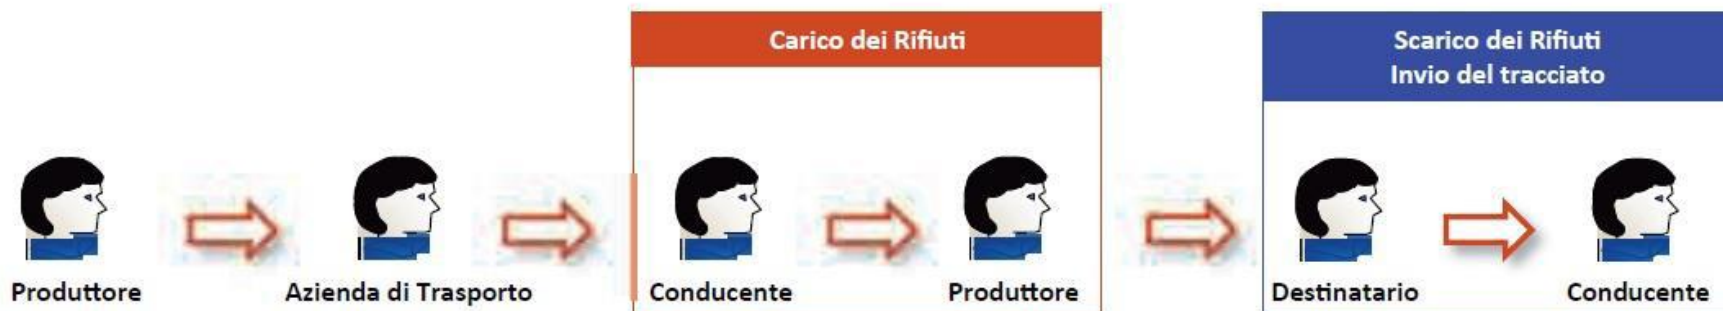 Carico dei Rifiuti
Scarico dei Rifiuti
Invio del tracciato
Produttore
Azienda di Trasporto
Conducente
Produttore
Destinatario
Conducente